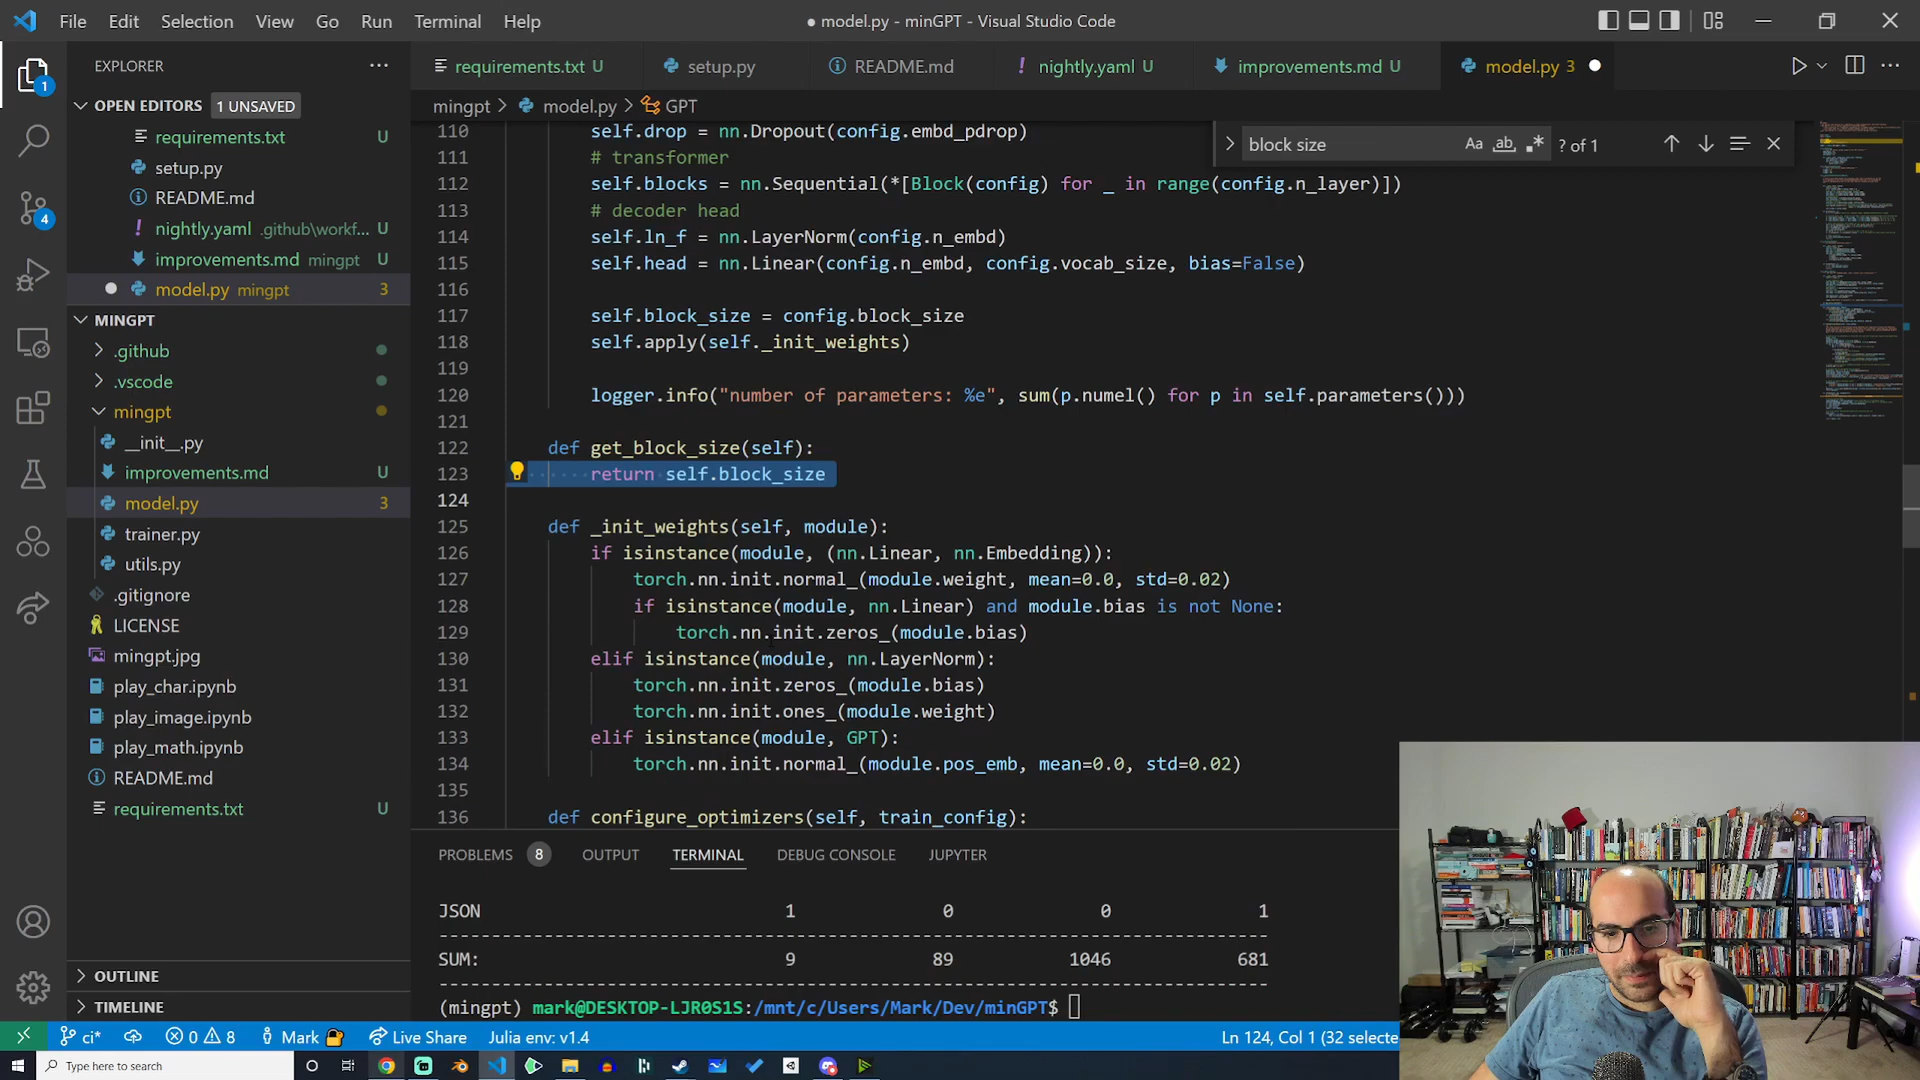 File Edit Selection View Go Run Terminal Help
● model.py - minGPT - Visual Studio Code
EXPLORER
OPEN EDITORS 1 UNSAVED
requirements.txt U
setup.py
README.md
nightly.yaml .github\workf... U
improvements.md mingpt U
model.py mingpt 3
MINGPT
.github
.vscode
mingpt
__init__.py
improvements.md U
model.py 3
trainer.py
utils.py
.gitignore
LICENSE
mingpt.jpg
play_char.ipynb
play_image.ipynb
play_math.ipynb
README.md
requirements.txt U
OUTLINE
TIMELINE
1
4
requirements.txt U setup.py README.md nightly.yaml U improvements.md U model.py 3
mingpt > model.py > GPT
block size Aa ab ? of 1
110 self.drop = nn.Dropout(config.embd_pdrop)
111 # transformer
112 self.blocks = nn.Sequential(*[Block(config) for _ in range(config.n_layer)])
113 # decoder head
114 self.ln_f = nn.LayerNorm(config.n_embd)
115 self.head = nn.Linear(config.n_embd, config.vocab_size, bias=False)
116
117 self.block_size = config.block_size
118 self.apply(self._init_weights)
119
120 logger.info("number of parameters: %e", sum(p.numel() for p in self.parameters()))
121
122 def get_block_size(self):
123 return self.block_size
124
125 def _init_weights(self, module):
126 if isinstance(module, (nn.Linear, nn.Embedding)):
127 torch.nn.init.normal_(module.weight, mean=0.0, std=0.02)
128 if isinstance(module, nn.Linear) and module.bias is not None:
129 torch.nn.init.zeros_(module.bias)
130 elif isinstance(module, nn.LayerNorm):
131 torch.nn.init.zeros_(module.bias)
132 torch.nn.init.ones_(module.weight)
133 elif isinstance(module, GPT):
134 torch.nn.init.normal_(module.pos_emb, mean=0.0, std=0.02)
135
136 def configure_optimizers(self, train_config):
PROBLEMS 8 OUTPUT TERMINAL DEBUG CONSOLE JUPYTER
JSON 1 0 0 1
-------------------------------------------------------------------------------
SUM: 9 89 1046 681
-------------------------------------------------------------------------------
(mingpt) mark@DESKTOP-LJR0S1S:/mnt/c/Users/Mark/Dev/minGPT$
ci* 0 8 Mark Live Share Julia env: v1.4 Ln 124, Col 1 (32 selecte
Type here to search